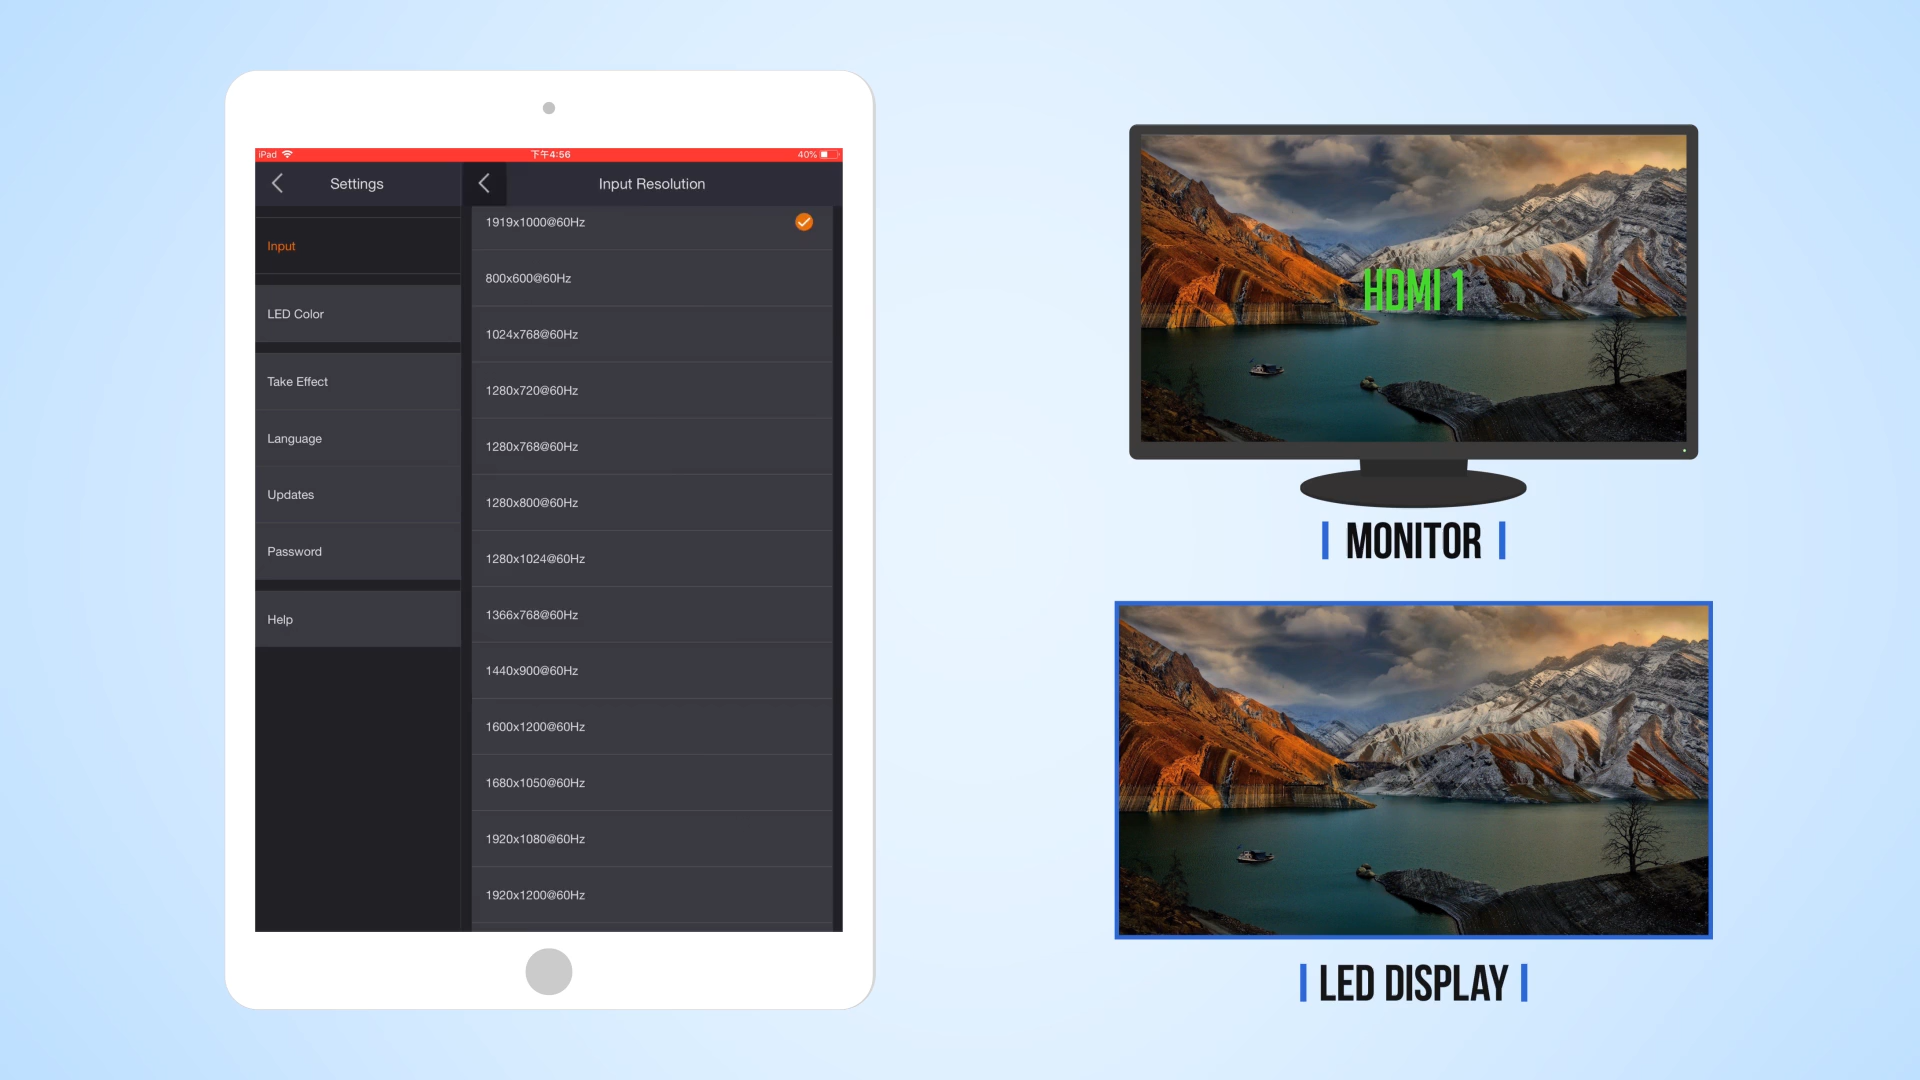 iPad
下午4:56
40%
Settings
Input Resolution
Input
LED Color
Take Effect
Language
Updates
Password
Help
1919x1000@60Hz
800x600@60Hz
1024x768@60Hz
1280x720@60Hz
1280x768@60Hz
1280x800@60Hz
1280x1024@60Hz
1366x768@60Hz
1440x900@60Hz
1600x1200@60Hz
1680x1050@60Hz
1920x1080@60Hz
1920x1200@60Hz
HDMI 1
MONITOR
LED DISPLAY